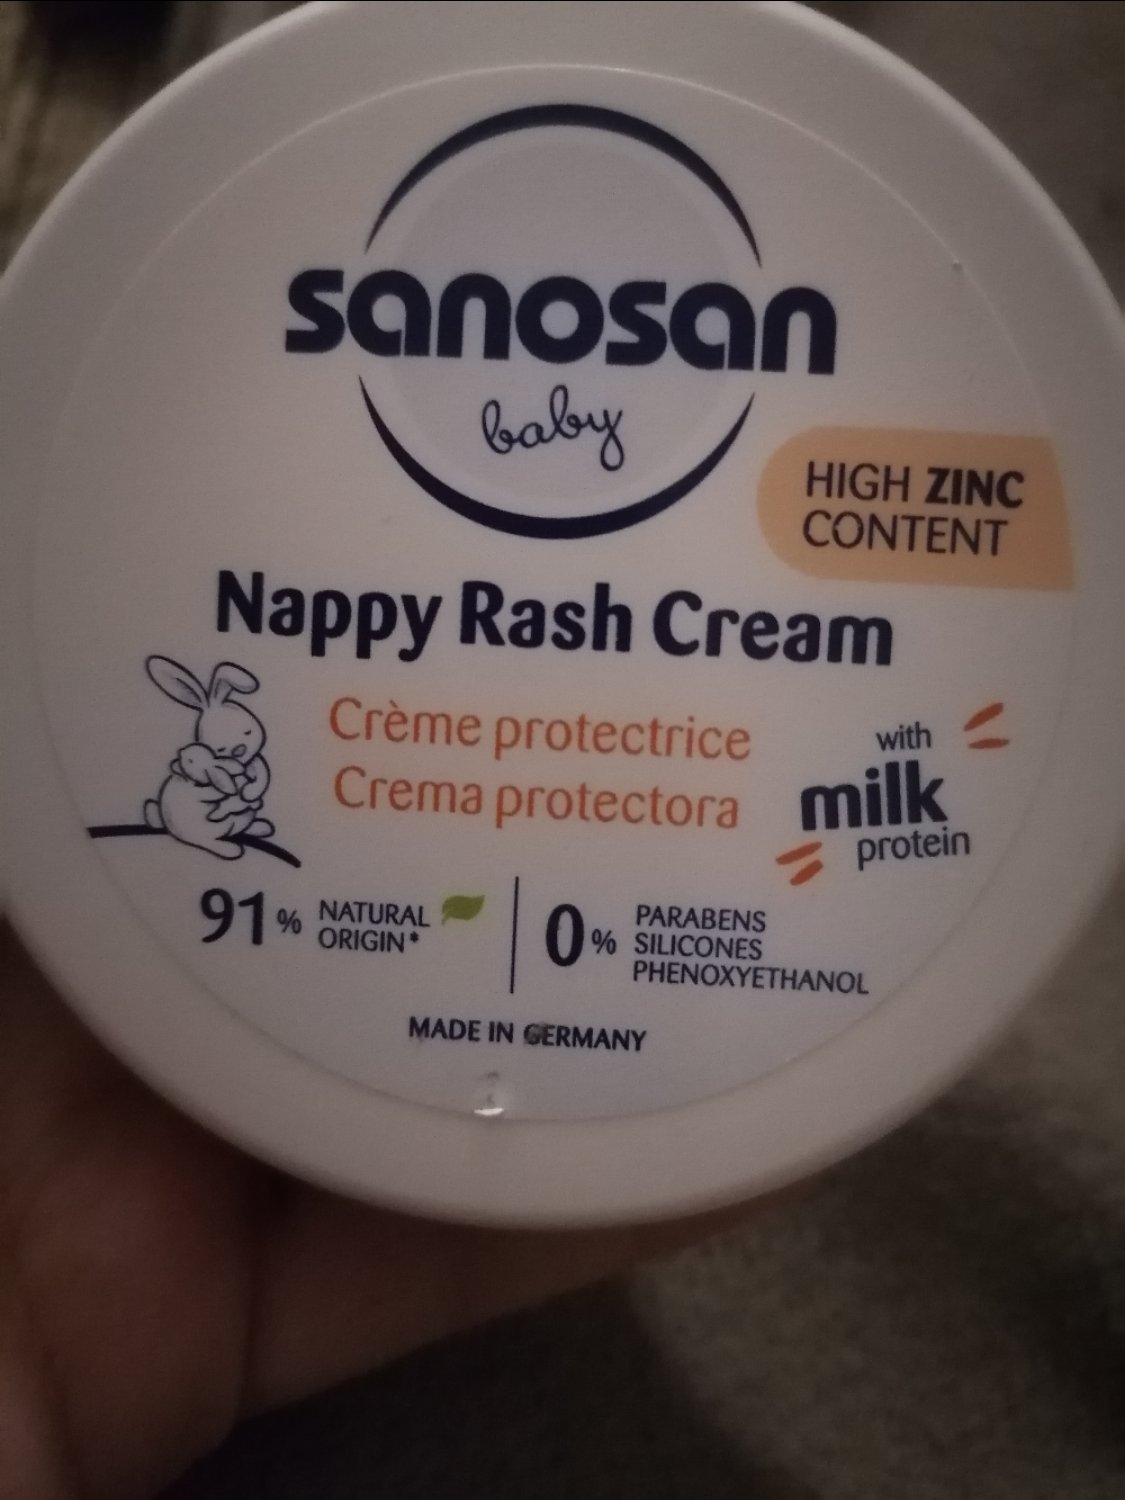 sanosan
baby
HIGH ZINC
CONTENT
Nappy Rash Cream
Crème protectrice
Crema protectora
with
milk
protein
91% NATURAL
ORIGIN*
0% PARABENS
SILICONES
PHENOXYETHANOL
MADE IN GERMANY